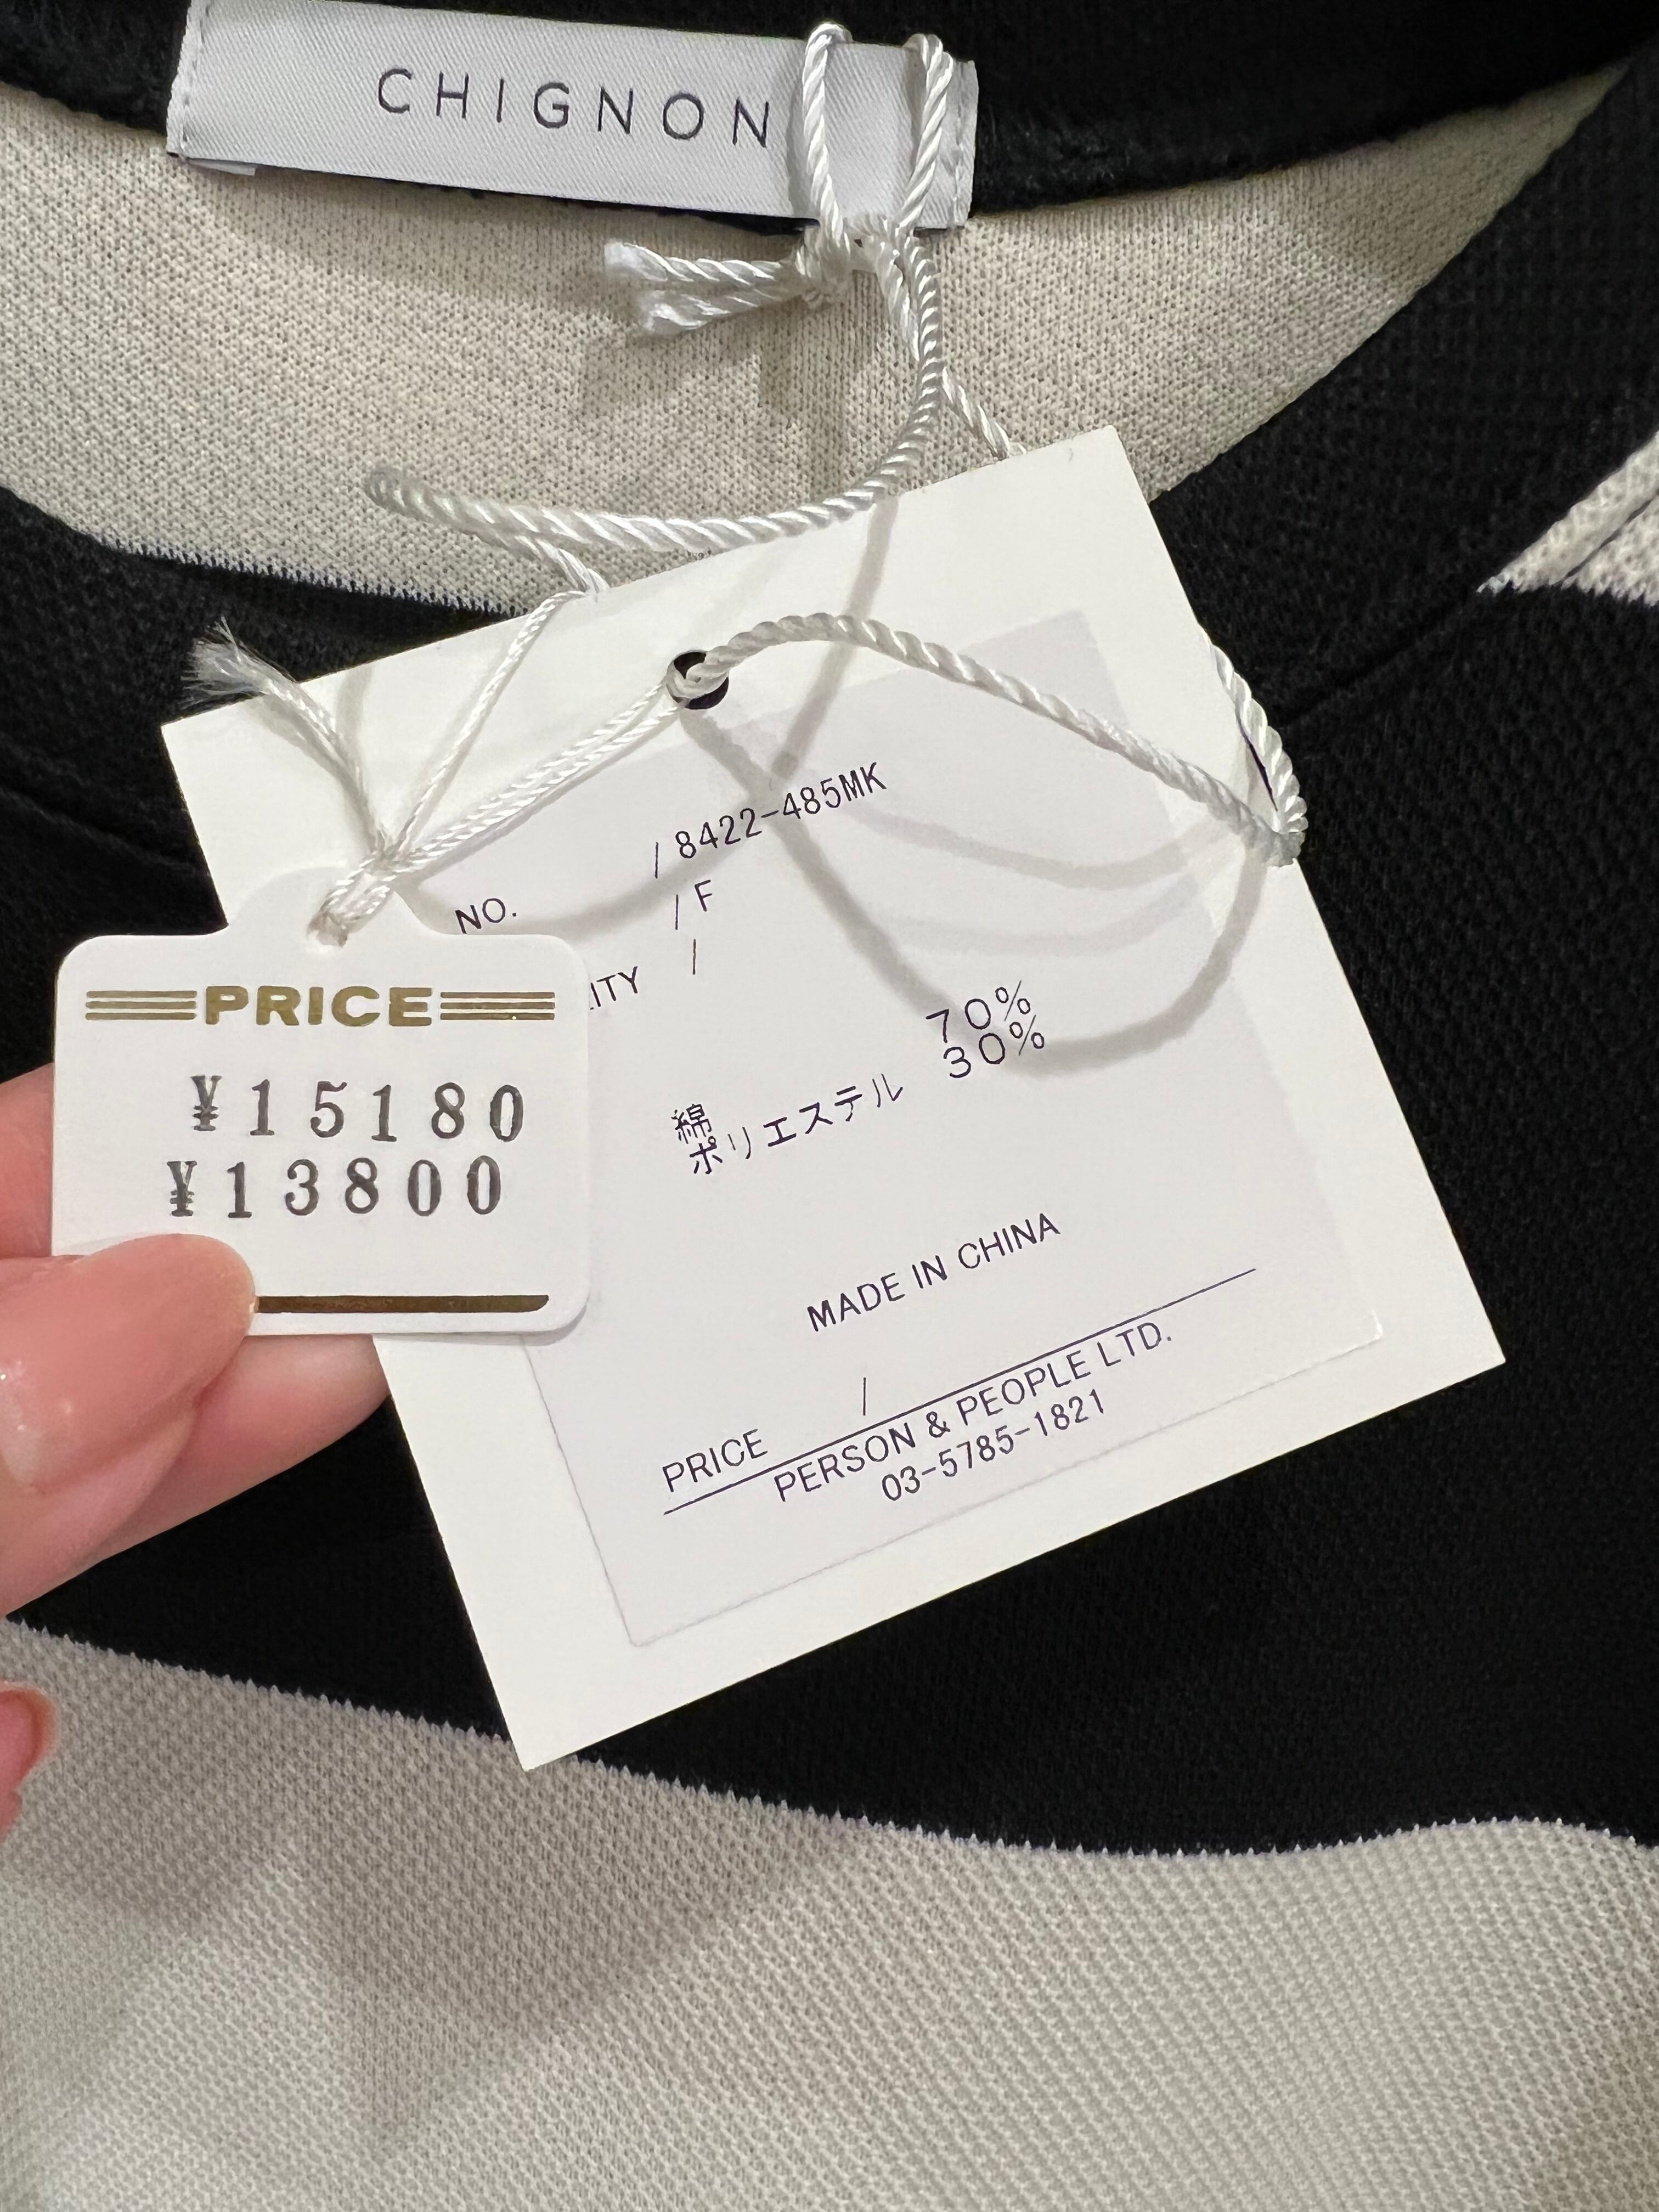 CHIGNON
NO. / 8422-485MK
/ F
/
綿 70%
ポリエステル 30%
MADE IN CHINA
PRICE /
PERSON & PEOPLE LTD.
03-5785-1821
PRICE
¥15180
¥13800